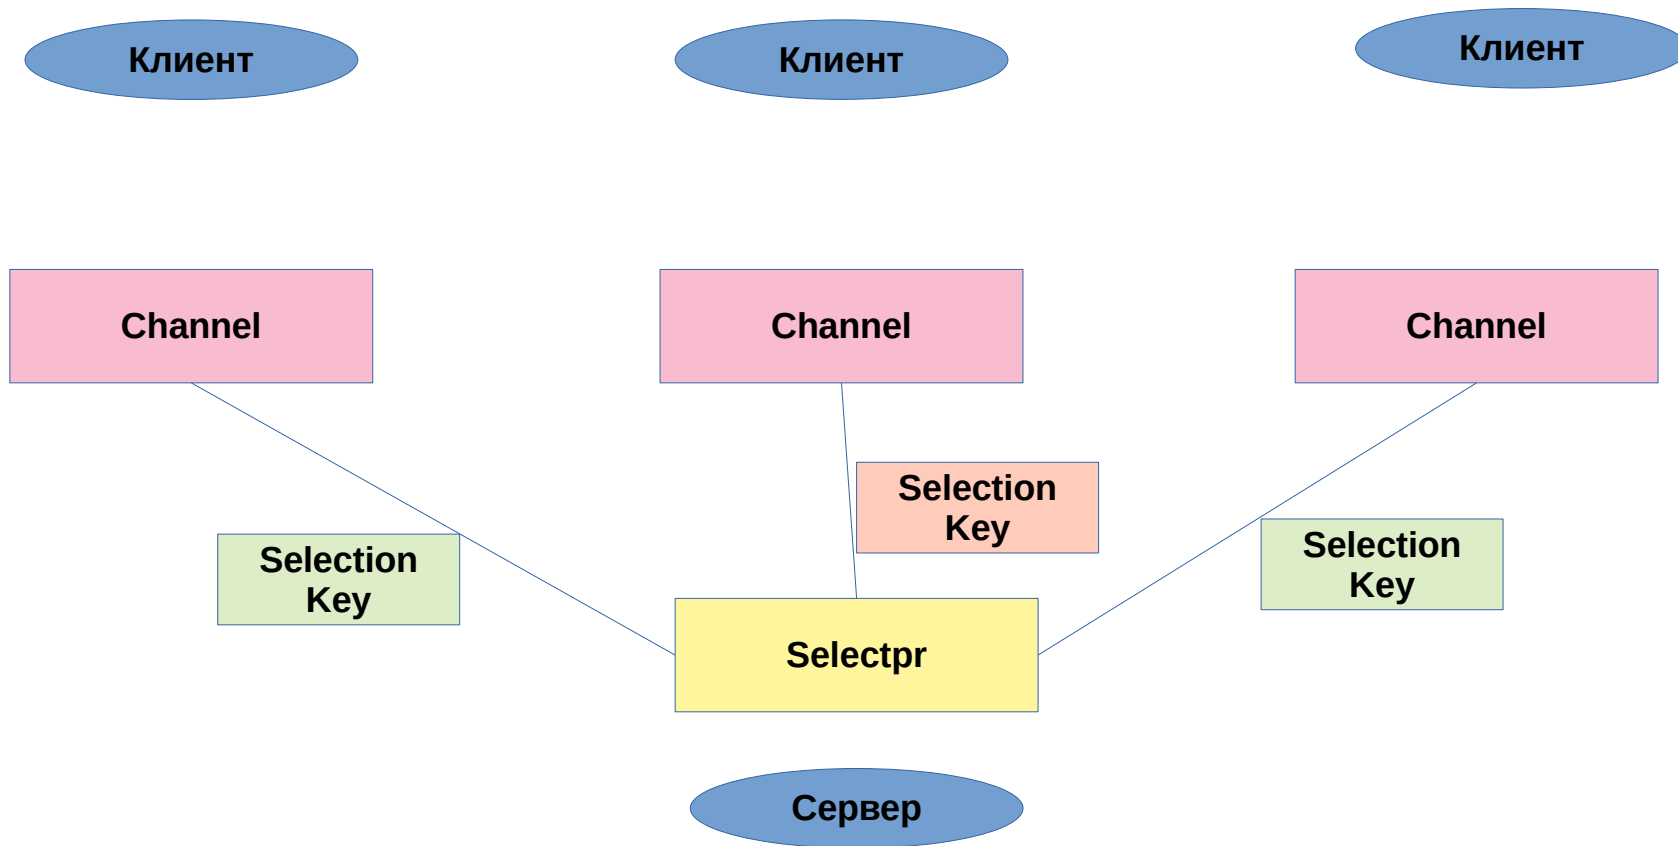 Клиент
Клиент
Клиент
Channel
Channel
Channel
Selection
Key
Selection
Key
Selection
Key
Selectpr
Сервер